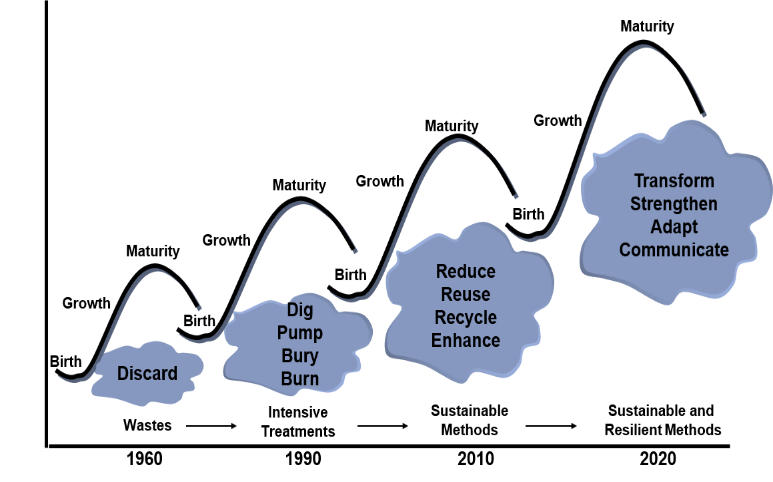 Birth
Growth
Maturity
Discard
Birth
Growth
Maturity
Dig
Pump
Bury
Burn
Birth
Growth
Maturity
Reduce
Reuse
Recycle
Enhance
Birth
Growth
Maturity
Transform
Strengthen
Adapt
Communicate
Wastes
Intensive
Treatments
Sustainable
Methods
Sustainable and
Resilient Methods
1960
1990
2010
2020